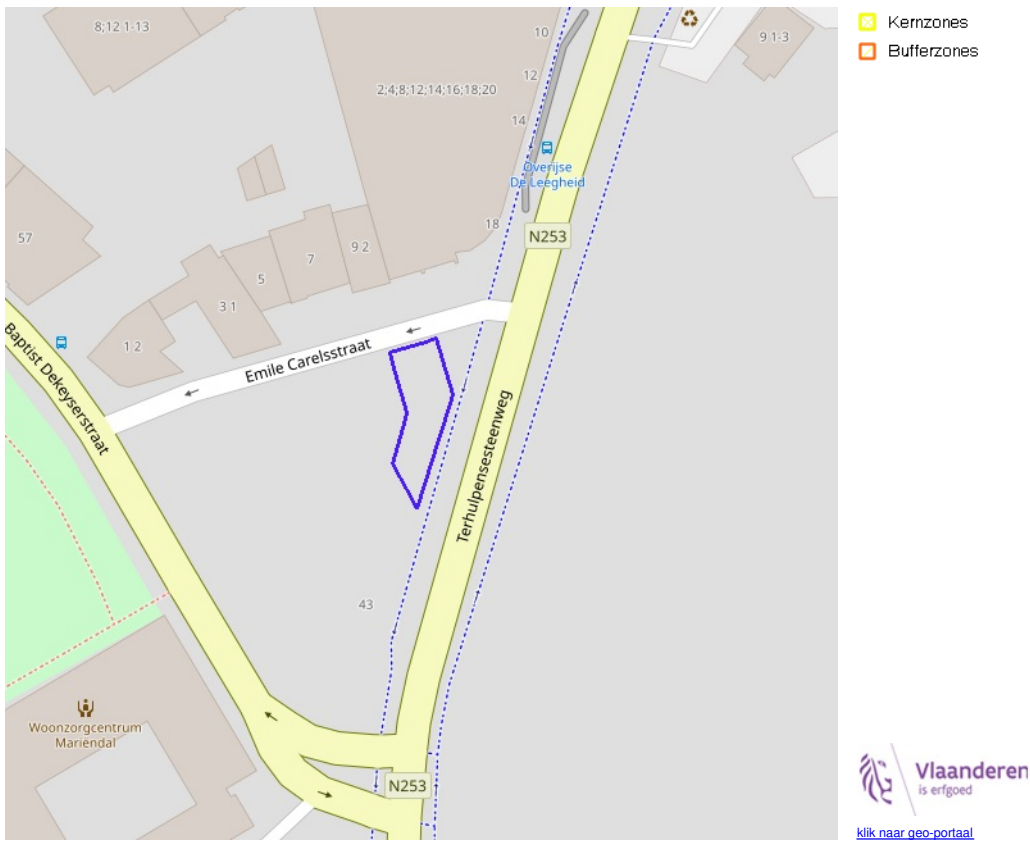 8;12 1-13
10
9 1-3
12
2;4;8;12;14;16;18;20
14
Overijse
De Leegheid
18
57
N253
9 2
7
5
3 1
1 2
Emile Carelsstraat
Baptist Dekeyserstraat
Terhulpensesteenweg
43
Woonzorgcentrum
Mariëndal
N253
Kernzones
Bufferzones
Vlaanderen
is erfgoed
klik naar geo-portaal